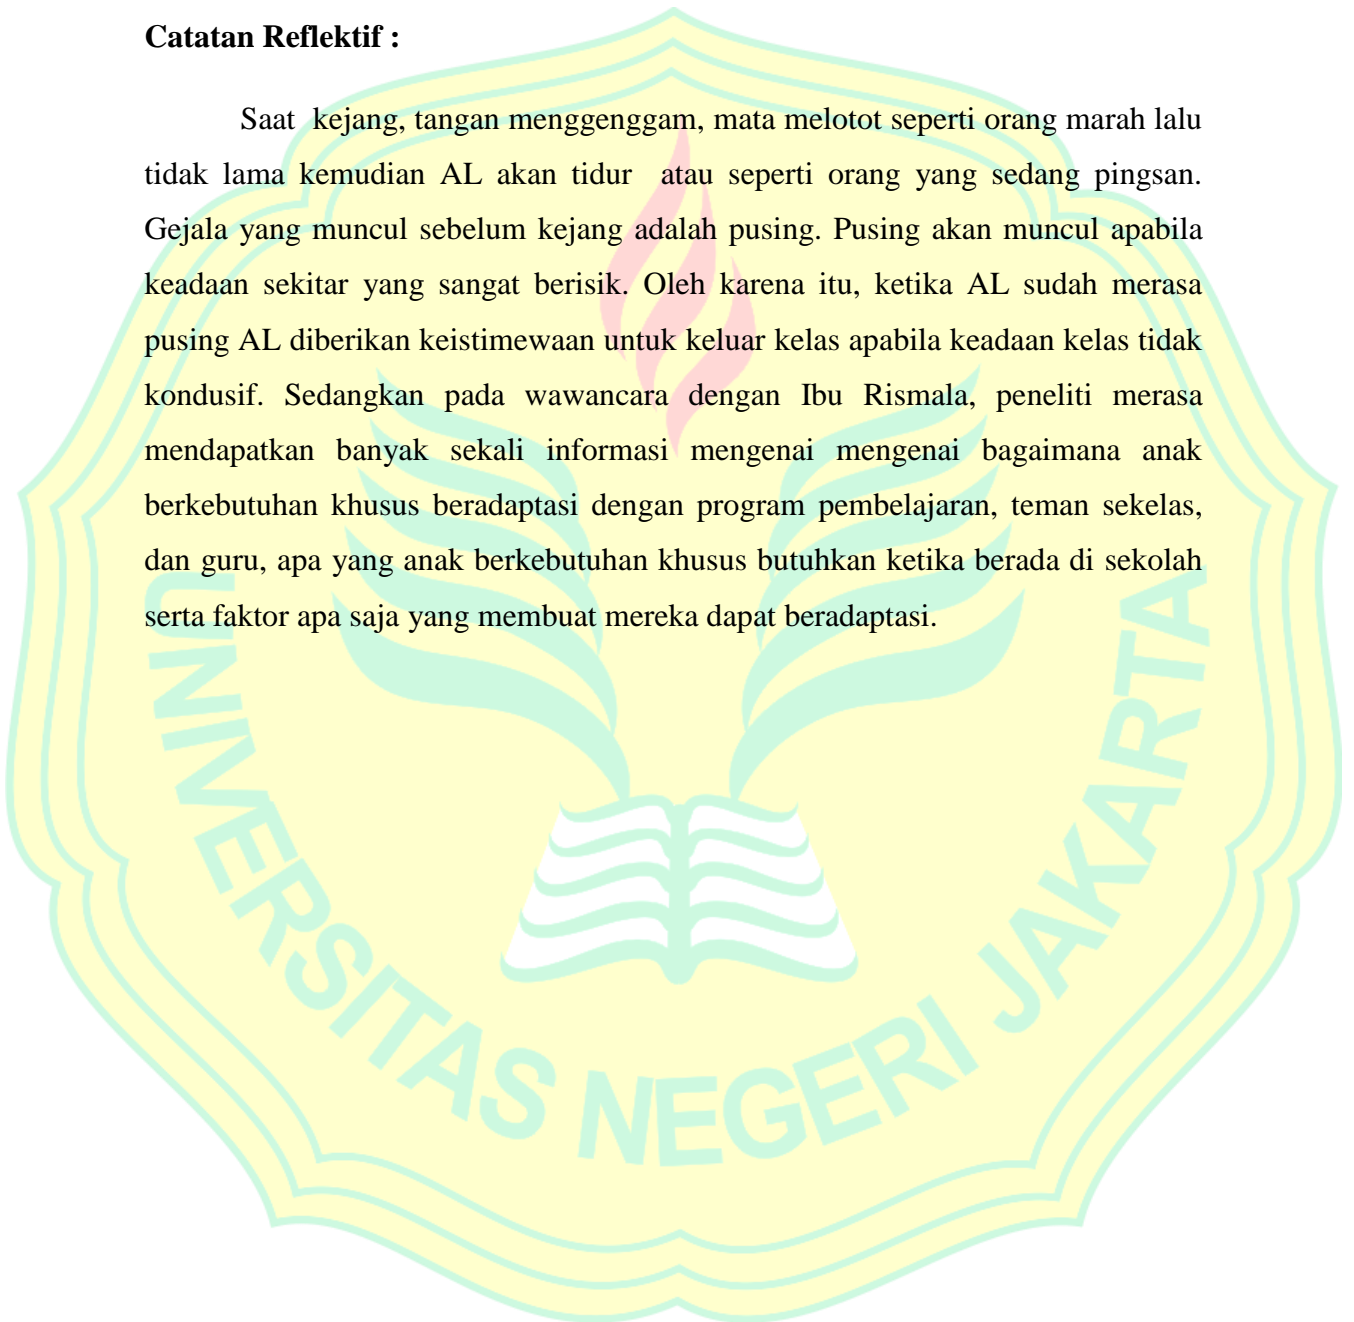 Catatan Reflektif :
Saat kejang, tangan menggenggam, mata melotot seperti orang marah lalu
tidak lama kemudian AL akan tidur atau seperti orang yang sedang pingsan.
Gejala yang muncul sebelum kejang adalah pusing. Pusing akan muncul apabila
keadaan sekitar yang sangat berisik. Oleh karena itu, ketika AL sudah merasa
pusing AL diberikan keistimewaan untuk keluar kelas apabila keadaan kelas tidak
kondusif. Sedangkan pada wawancara dengan Ibu Rismala, peneliti merasa
mendapatkan banyak sekali informasi mengenai mengenai bagaimana anak
berkebutuhan khusus beradaptasi dengan program pembelajaran, teman sekelas,
dan guru, apa yang anak berkebutuhan khusus butuhkan ketika berada di sekolah
serta faktor apa saja yang membuat mereka dapat beradaptasi.
UNIVERSITAS NEGERI JAKARTA